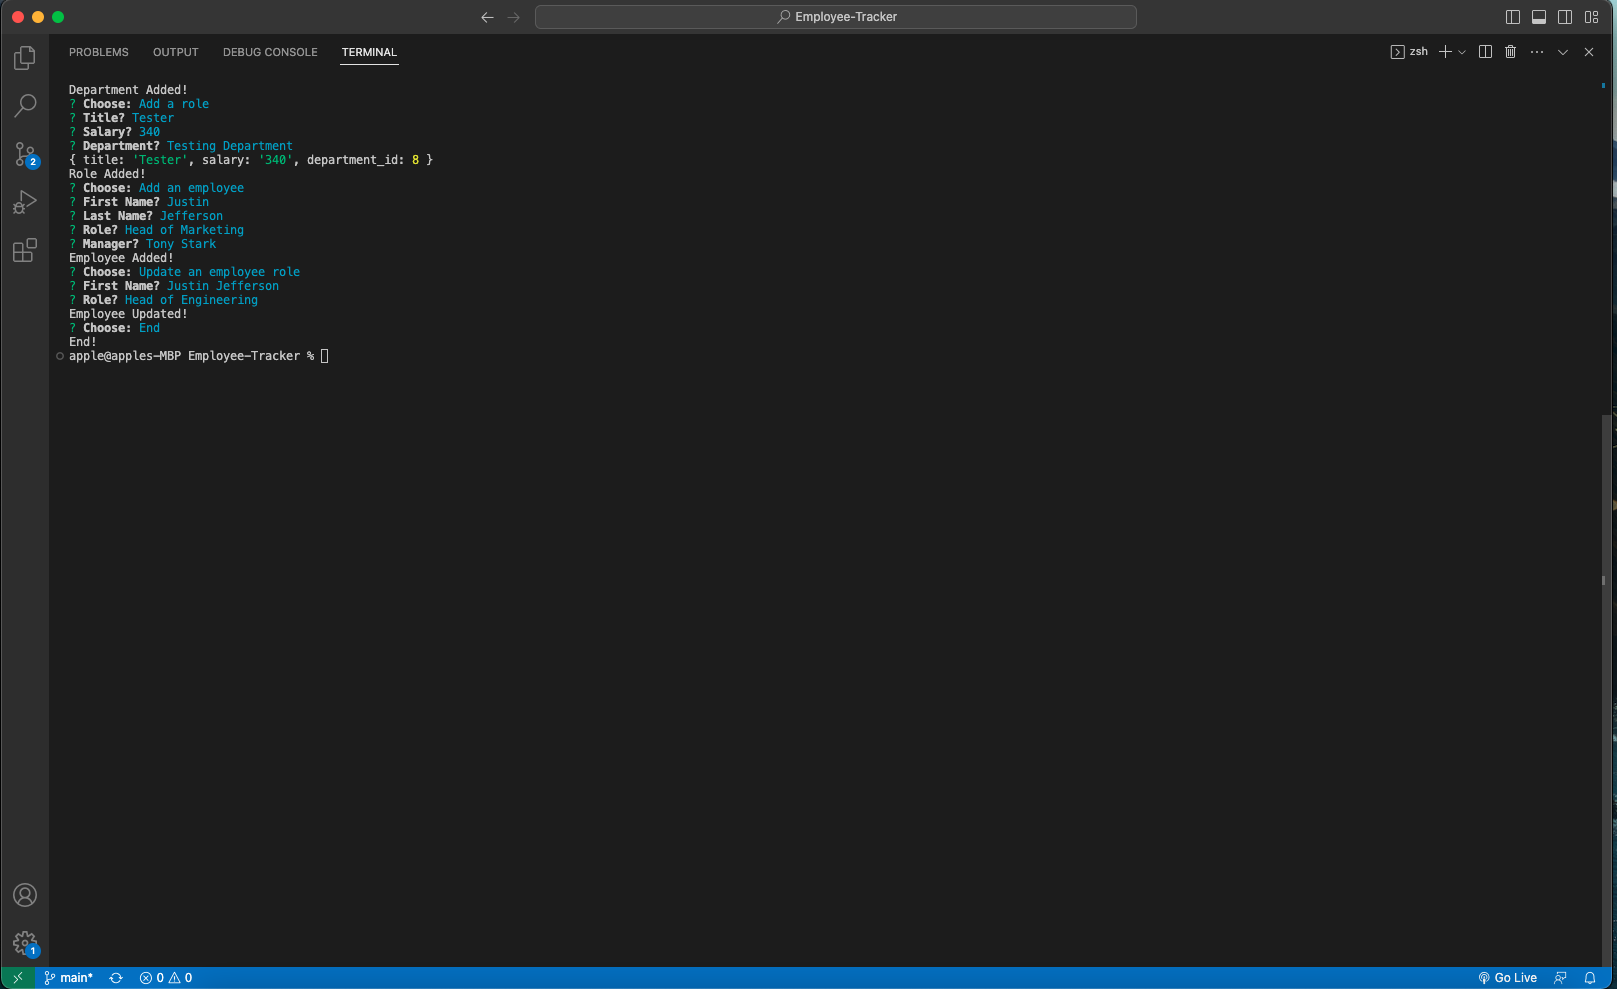 Employee-Tracker
PROBLEMS OUTPUT DEBUG CONSOLE TERMINAL
zsh
Department Added!
? Choose: Add a role
? Title? Tester
? Salary? 340
? Department? Testing Department
{ title: 'Tester', salary: '340', department_id: 8 }
Role Added!
? Choose: Add an employee
? First Name? Justin
? Last Name? Jefferson
? Role? Head of Marketing
? Manager? Tony Stark
Employee Added!
? Choose: Update an employee role
? First Name? Justin Jefferson
? Role? Head of Engineering
Employee Updated!
? Choose: End
End!
apple@apples-MBP Employee-Tracker %
2
1
main* 0 0 Go Live